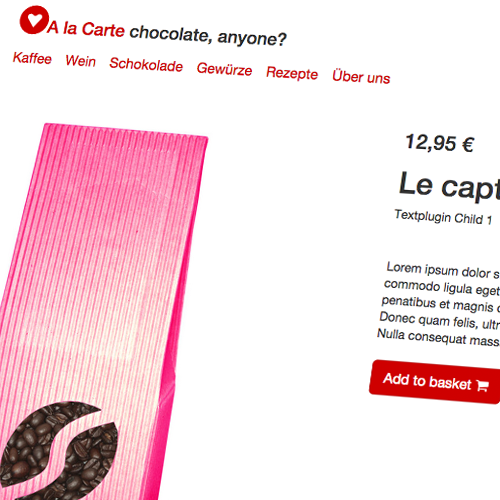 A la Carte chocolate, anyone?
Kaffee Wein Schokolade Gewürze Rezepte Über uns
12,95 €
Le capt
Textplugin Child 1
Lorem ipsum dolor s
commodo ligula eget
penatibus et magnis
Donec quam felis, ultr
Nulla consequat mass
Add to basket